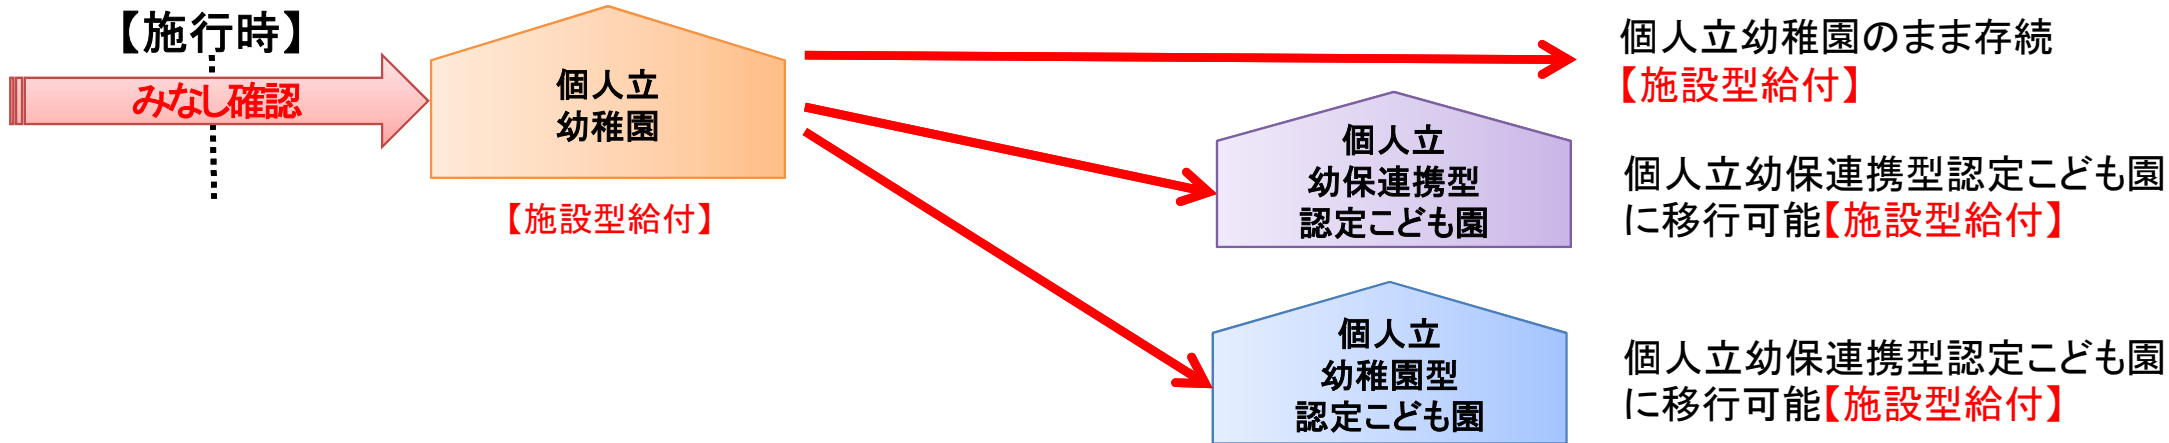 【施行時】
みなし確認
個人立
幼稚園
【施設型給付】
個人立幼稚園のまま存続
【施設型給付】
個人立
幼保連携型
認定こども園
個人立幼保連携型認定こども園
に移行可能【施設型給付】
個人立
幼稚園型
認定こども園
個人立幼保連携型認定こども園
に移行可能【施設型給付】